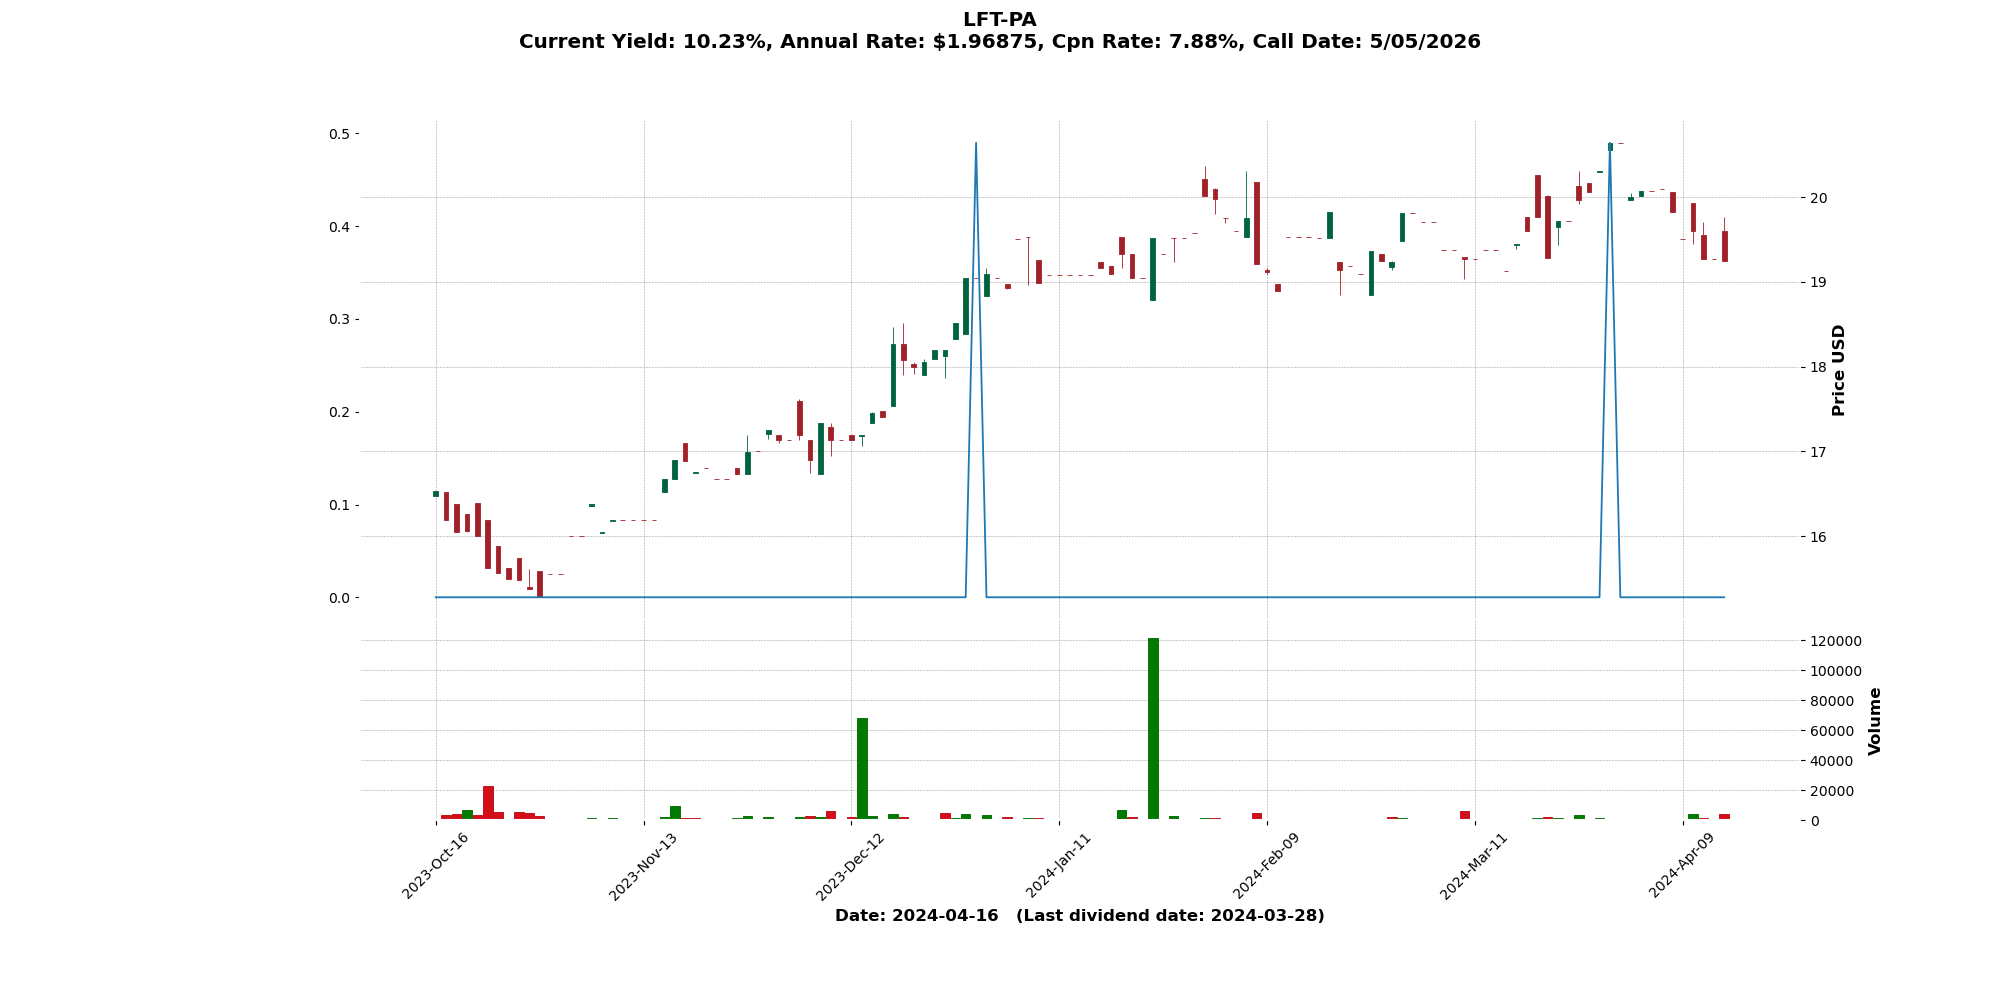 LFT-PA
Current Yield: 10.23%, Annual Rate: $1.96875, Cpn Rate: 7.88%, Call Date: 5/05/2026
0.5
0.4
0.3
0.2
0.1
0.0
20
19
18
17
16
Price USD
120000
100000
80000
60000
40000
20000
0
Volume
2023-Oct-16
2023-Nov-13
2023-Dec-12
2024-Jan-11
2024-Feb-09
2024-Mar-11
2024-Apr-09
Date: 2024-04-16 (Last dividend date: 2024-03-28)